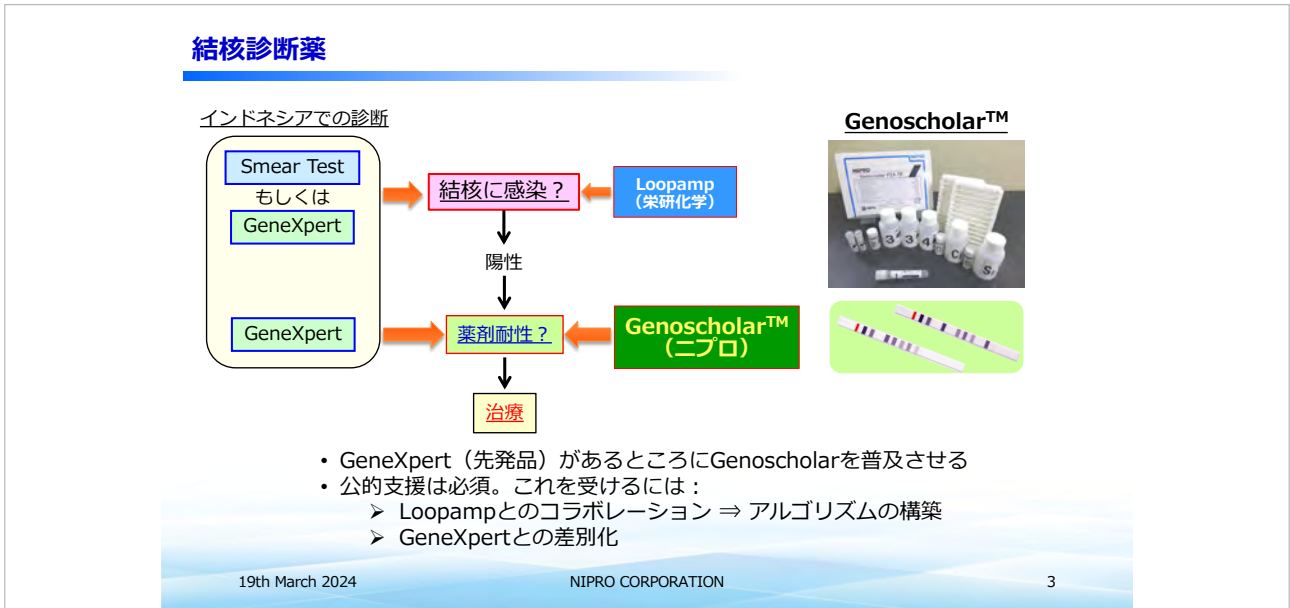 結核診断薬
インドネシアでの診断
Smear Test
もしくは
GeneXpert
GeneXpert
結核に感染？
陽性
薬剤耐性？
治療
Loopamp
（栄研化学）
Genoscholar™
（ニプロ）
Genoscholar™
NIPRO
3
3
4
C
S
• GeneXpert（先発品）があるところにGenoscholarを普及させる
• 公的支援は必須。これを受けるには：
➤ Loopampとのコラボレーション ⇒ アルゴリズムの構築
➤ GeneXpertとの差別化
19th March 2024
NIPRO CORPORATION
3